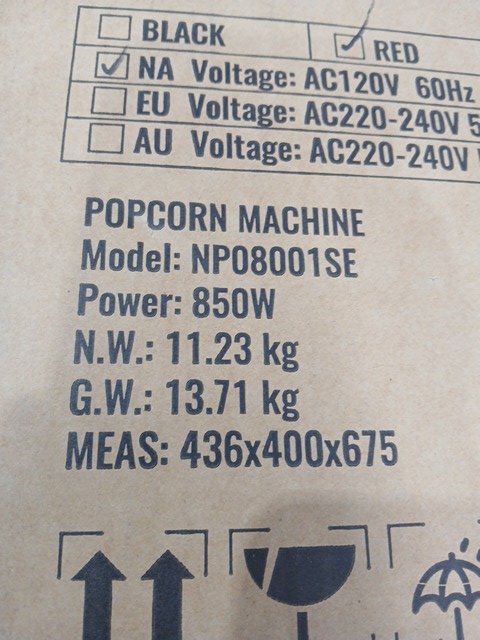 BLACK RED
NA Voltage: AC120V 60Hz
EU Voltage: AC220-240V 5
AU Voltage: AC220-240V
POPCORN MACHINE
Model: NP08001SE
Power: 850W
N.W.: 11.23 kg
G.W.: 13.71 kg
MEAS: 436x400x675